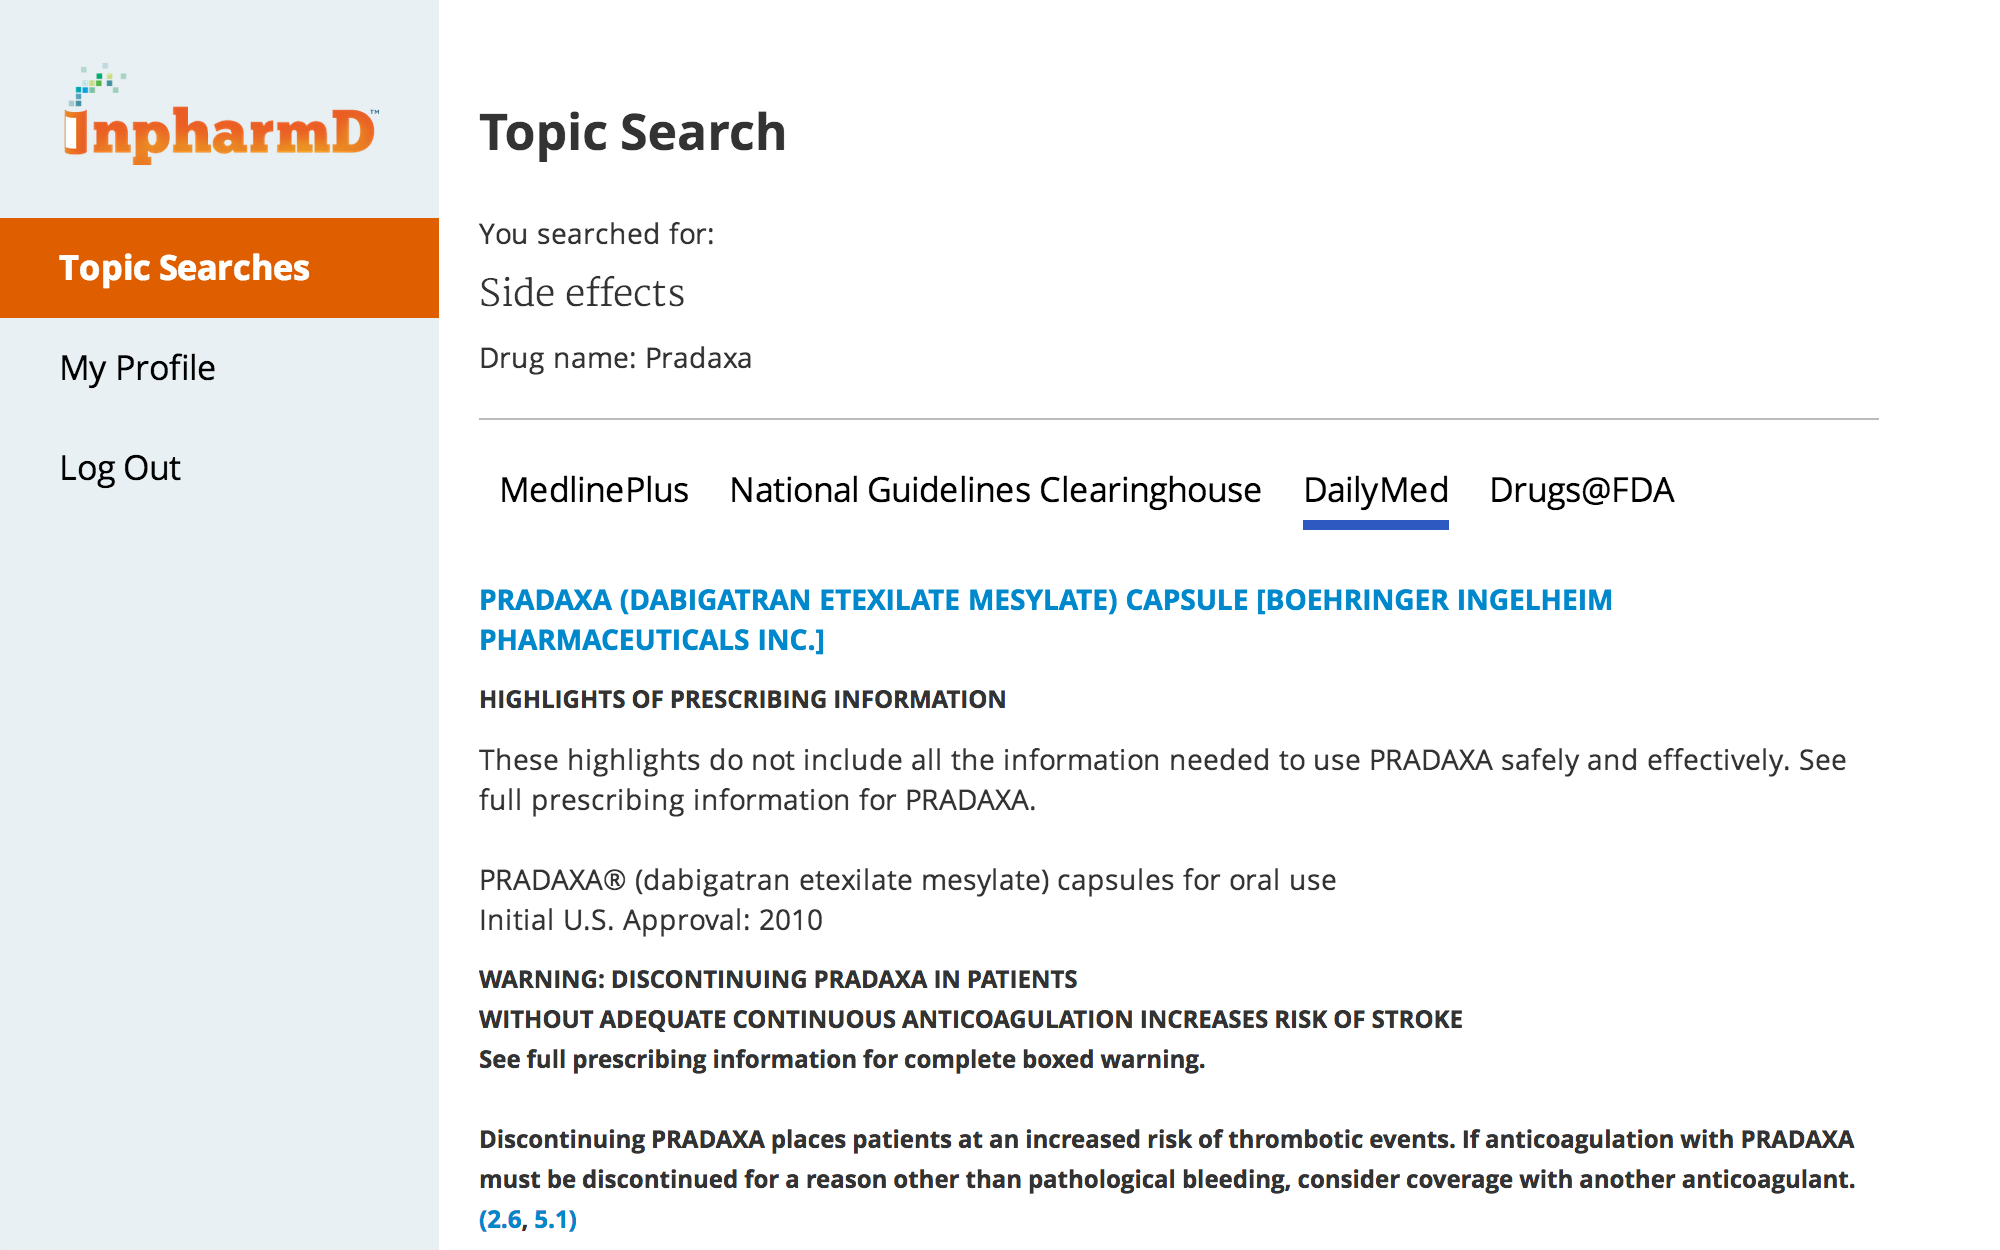 InpharmD™
Topic Searches
My Profile
Log Out
Topic Search
You searched for:
Side effects
Drug name: Pradaxa
MedlinePlus National Guidelines Clearinghouse DailyMed Drugs@FDA
PRADAXA (DABIGATRAN ETEXILATE MESYLATE) CAPSULE [BOEHRINGER INGELHEIM
PHARMACEUTICALS INC.]
HIGHLIGHTS OF PRESCRIBING INFORMATION
These highlights do not include all the information needed to use PRADAXA safely and effectively. See
full prescribing information for PRADAXA.
PRADAXA® (dabigatran etexilate mesylate) capsules for oral use
Initial U.S. Approval: 2010
WARNING: DISCONTINUING PRADAXA IN PATIENTS
WITHOUT ADEQUATE CONTINUOUS ANTICOAGULATION INCREASES RISK OF STROKE
See full prescribing information for complete boxed warning.
Discontinuing PRADAXA places patients at an increased risk of thrombotic events. If anticoagulation with PRADAXA
must be discontinued for a reason other than pathological bleeding, consider coverage with another anticoagulant.
(2.6, 5.1)